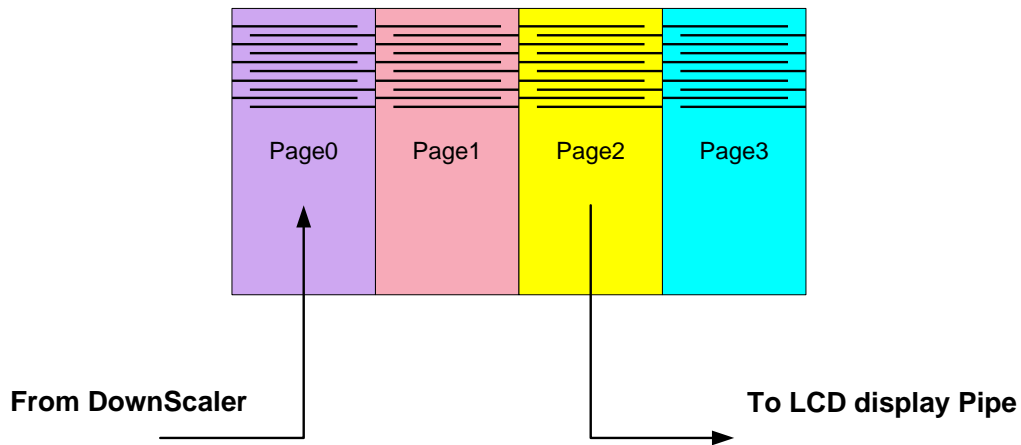 Page0
Page1
Page2
Page3
From DownScaler
To LCD display Pipe